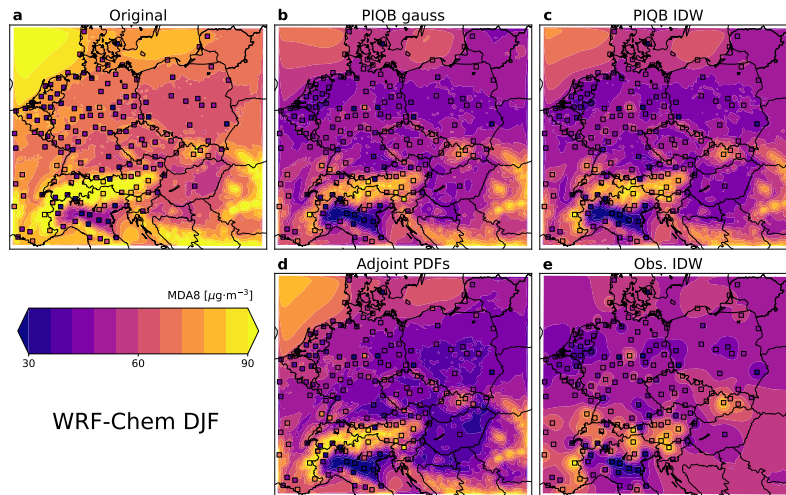 a Original
b PIQB gauss
c PIQB IDW
d Adjoint PDFs
e Obs. IDW
MDA8 [μg·m⁻³]
30 60 90
WRF-Chem DJF